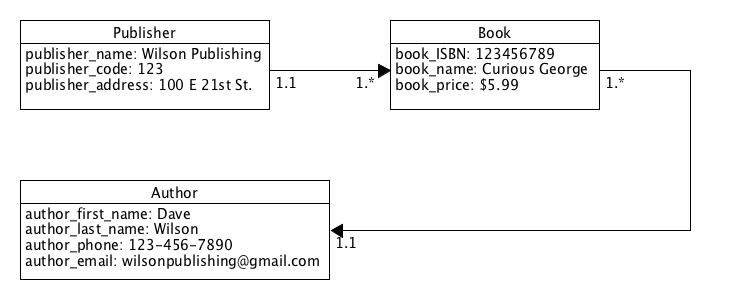 Publisher
publisher_name: Wilson Publishing
publisher_code: 123
publisher_address: 100 E 21st St.
1.1
1.*
Book
book_ISBN: 123456789
book_name: Curious George
book_price: $5.99
1.*
Author
author_first_name: Dave
author_last_name: Wilson
author_phone: 123-456-7890
author_email: wilsonpublishing@gmail.com
1.1